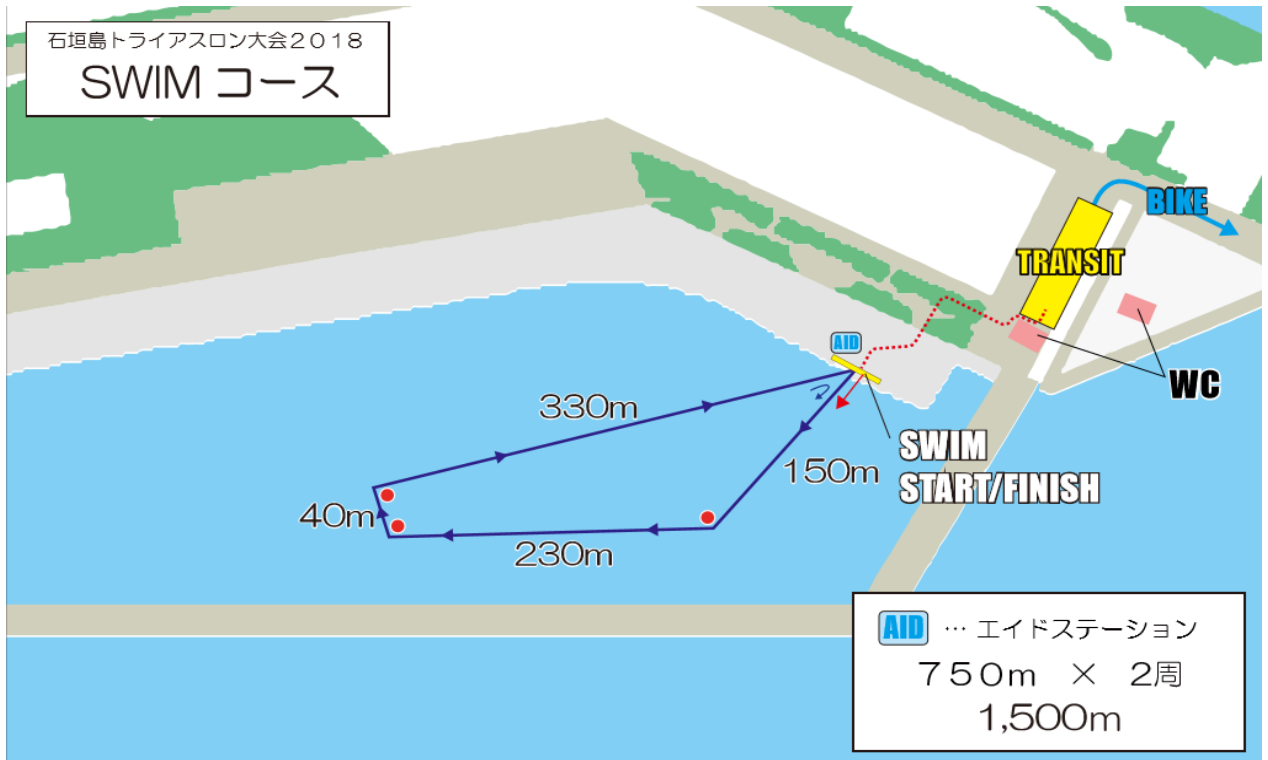 石垣島トライアスロン大会2018
SWIM コース
BIKE
TRANSIT
AID
WC
330m
SWIM
START/FINISH
150m
40m
230m
AID … エイドステーション
750m × 2周
1,500m